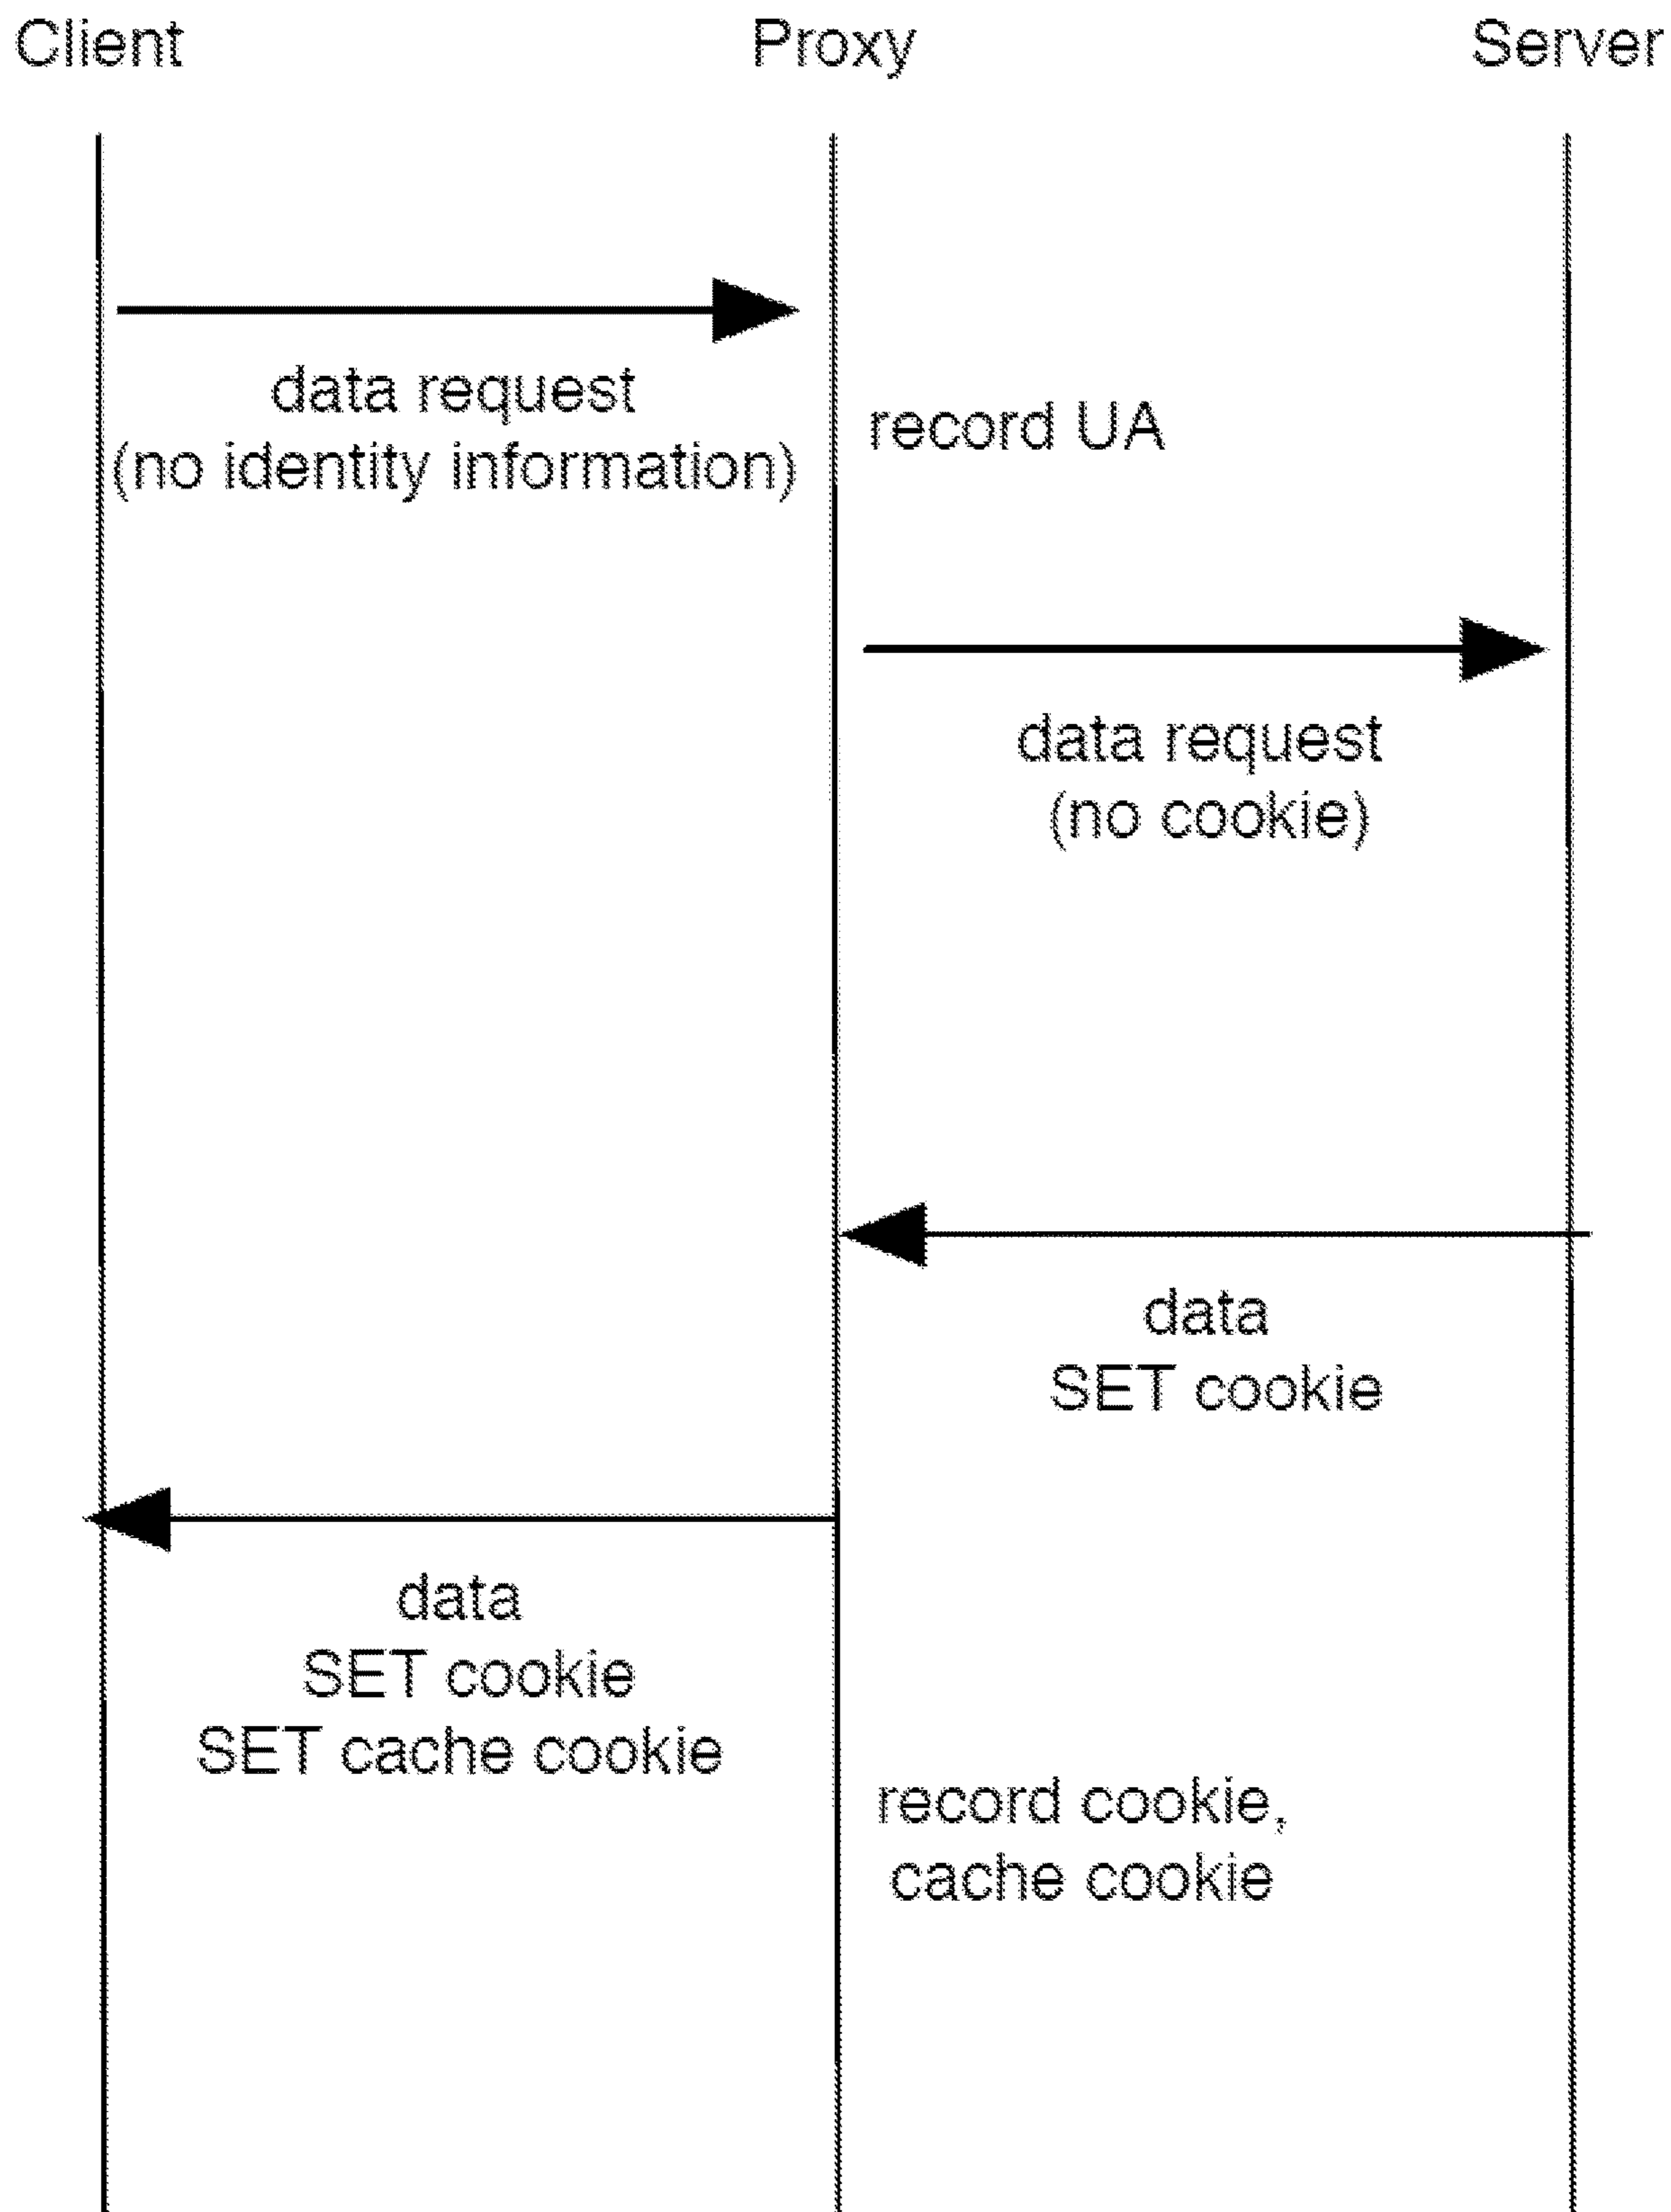 Client
Proxy
Server
data request
(no identity information)
record UA
data request
(no cookie)
data
SET cookie
data
SET cookie
SET cache cookie
record cookie,
cache cookie